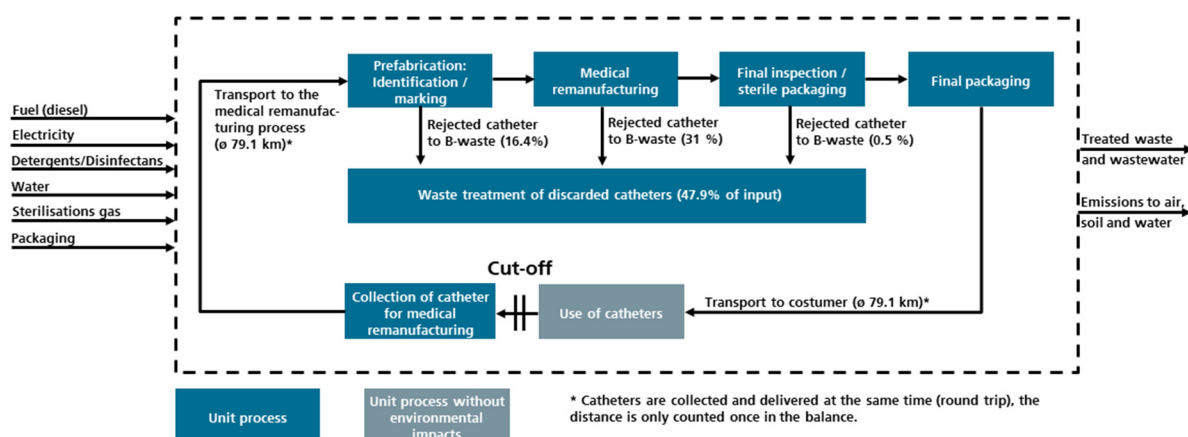 Fuel (diesel)
Electricity
Detergents/Disinfectans
Water
Sterilisations gas
Packaging
Transport to the
medical remanufac-
turing process
(ø 79.1 km)*
Prefabrication:
Identification /
marking
Medical
remanufacturing
Final inspection /
sterile packaging
Final packaging
Rejected catheter
to B-waste (16.4%)
Rejected catheter
to B-waste (31 %)
Rejected catheter
to B-waste (0.5 %)
Waste treatment of discarded catheters (47.9% of input)
Treated waste
and wastewater
Emissions to air,
soil and water
Cut-off
Collection of catheter
for medical
remanufacturing
Use of catheters
Transport to costumer (ø 79.1 km)*
Unit process
Unit process without
environmental
impacts
* Catheters are collected and delivered at the same time (round trip), the
distance is only counted once in the balance.